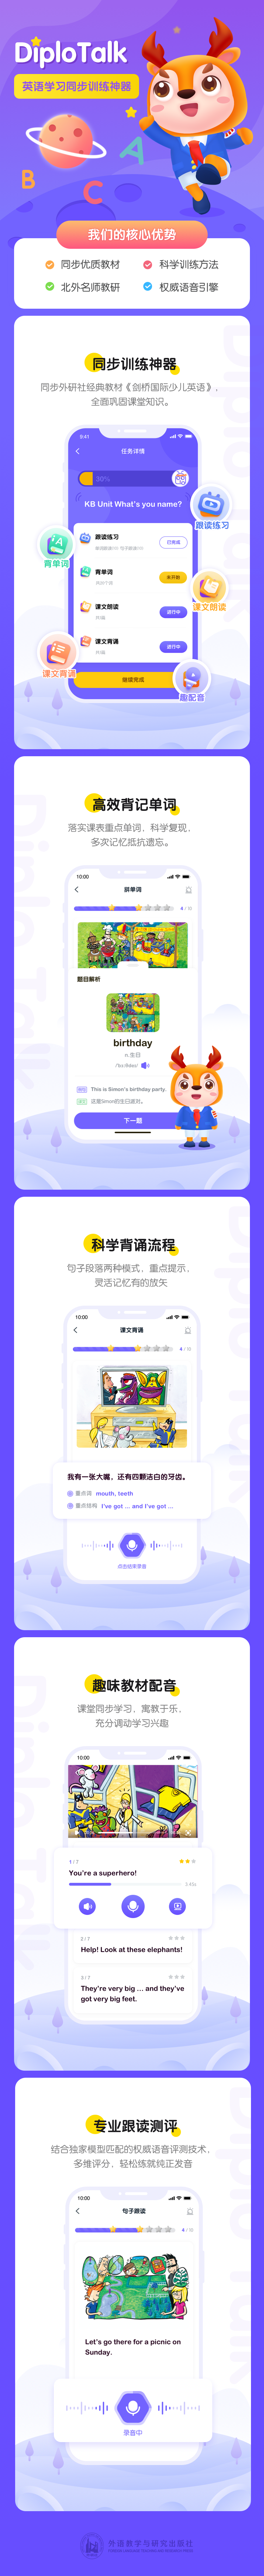 DiploTalk
英语学习同步训练神器
A
B
C
我们的核心优势
同步优质教材
科学训练方法
北外名师教研
权威语音引擎
同步训练神器
同步外研社经典教材《剑桥国际少儿英语》，
全面巩固课堂知识。
9:41
任务详情
30%
KB Unit What's you name?
跟读练习
已完成
背单词
未开始
课文朗读
进行中
课文背诵
进行中
继续完成
跟读练习
背单词
课文朗读
课文背诵
趣配音
高效背记单词
落实课表重点单词，科学复现，
多次记忆抵抗遗忘。
10:00
拼单词
4 / 10
题目解析
birthday
n.生日
This is Simon's birthday party.
这是Simon的生日派对。
下一题
科学背诵流程
句子段落两种模式，重点提示，
灵活记忆有的放矢
10:00
课文背诵
4 / 10
我有一张大嘴，还有四颗洁白的牙齿。
重点词 mouth, teeth
重点结构 I've got ... and I've got ...
点击结束录音
趣味教材配音
课堂同步学习，寓教于乐，
充分调动学习兴趣
10:00
1 / 7
You're a superhero!
3.65s
2 / 7
Help! Look at these elephants!
3 / 7
They're very big ... and they've
got very big feet.
专业跟读测评
结合独家模型匹配的权威语音评测技术，
多维评分，轻松练就纯正发音
10:00
句子跟读
4 / 10
Let's go there for a picnic on
Sunday.
录音中
外语教学与研究出版社
FOREIGN LANGUAGE TEACHING AND RESEARCH PRESS